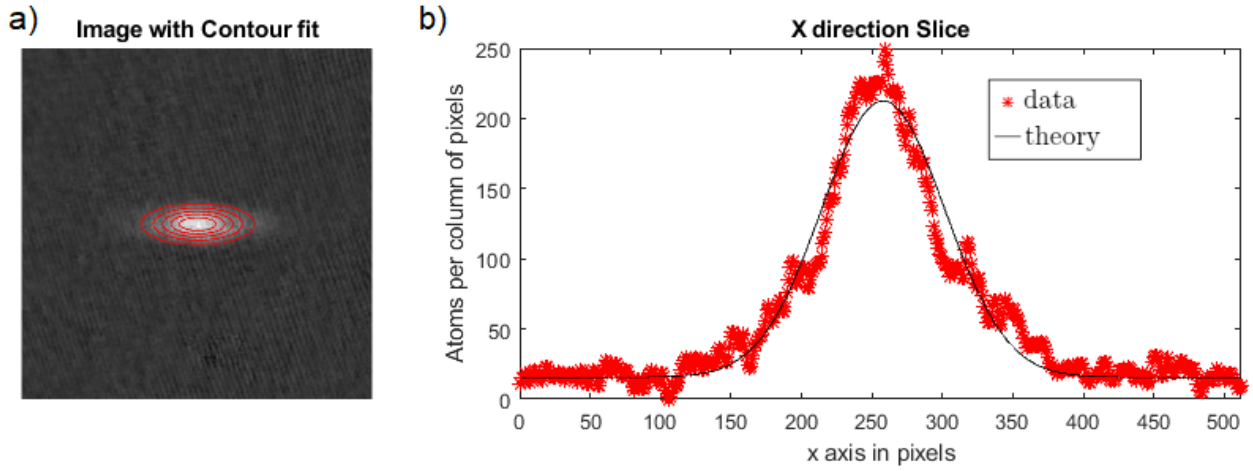 a)
Image with Contour fit
b)
X direction Slice
Atoms per column of pixels
250
200
150
100
50
0
data
theory
0 50 100 150 200 250 300 350 400 450 500
x axis in pixels